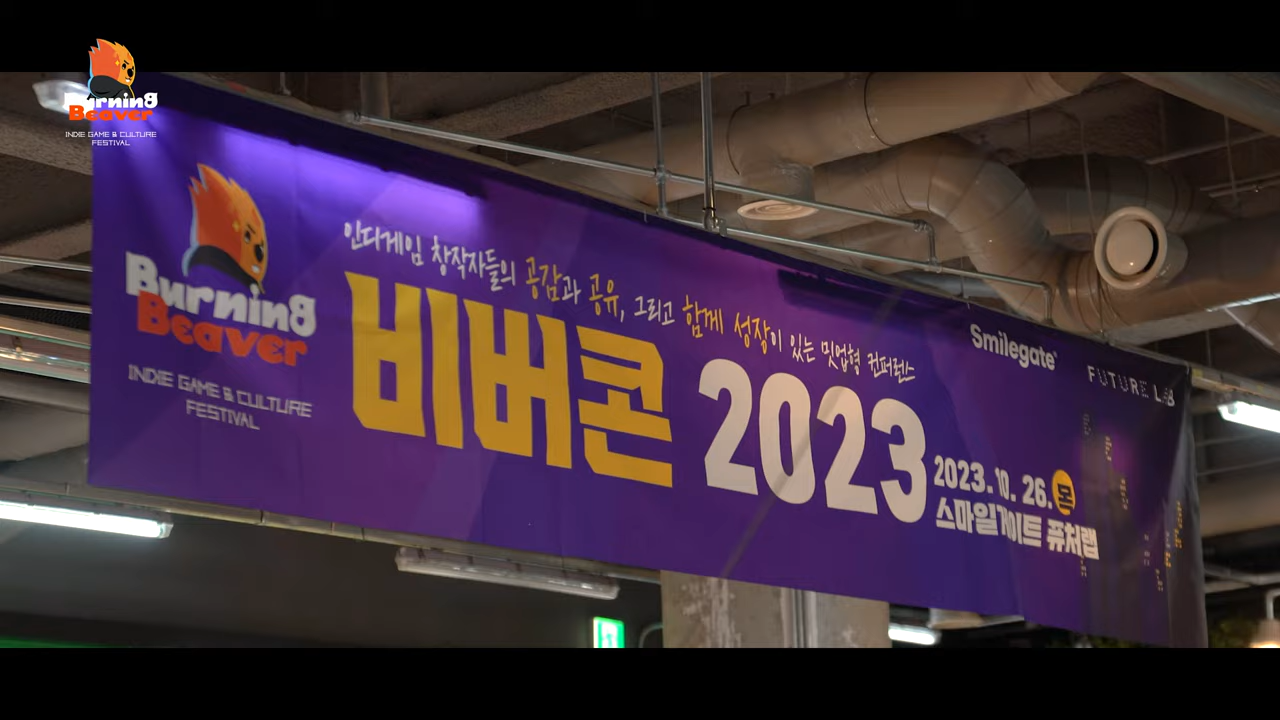 Burning
Beaver
INDIE GAME & CULTURE
FESTIVAL
Burning
Beaver
INDIE GAME & CULTURE
FESTIVAL
인디게임 창작자들의 공감과 공유, 그리고 함께 성장이 있는 밋업형 컨퍼런스
비버콘 2023
Smilegate
FUTURE LAB
2023. 10. 26. 목
스마일게이트 퓨처랩